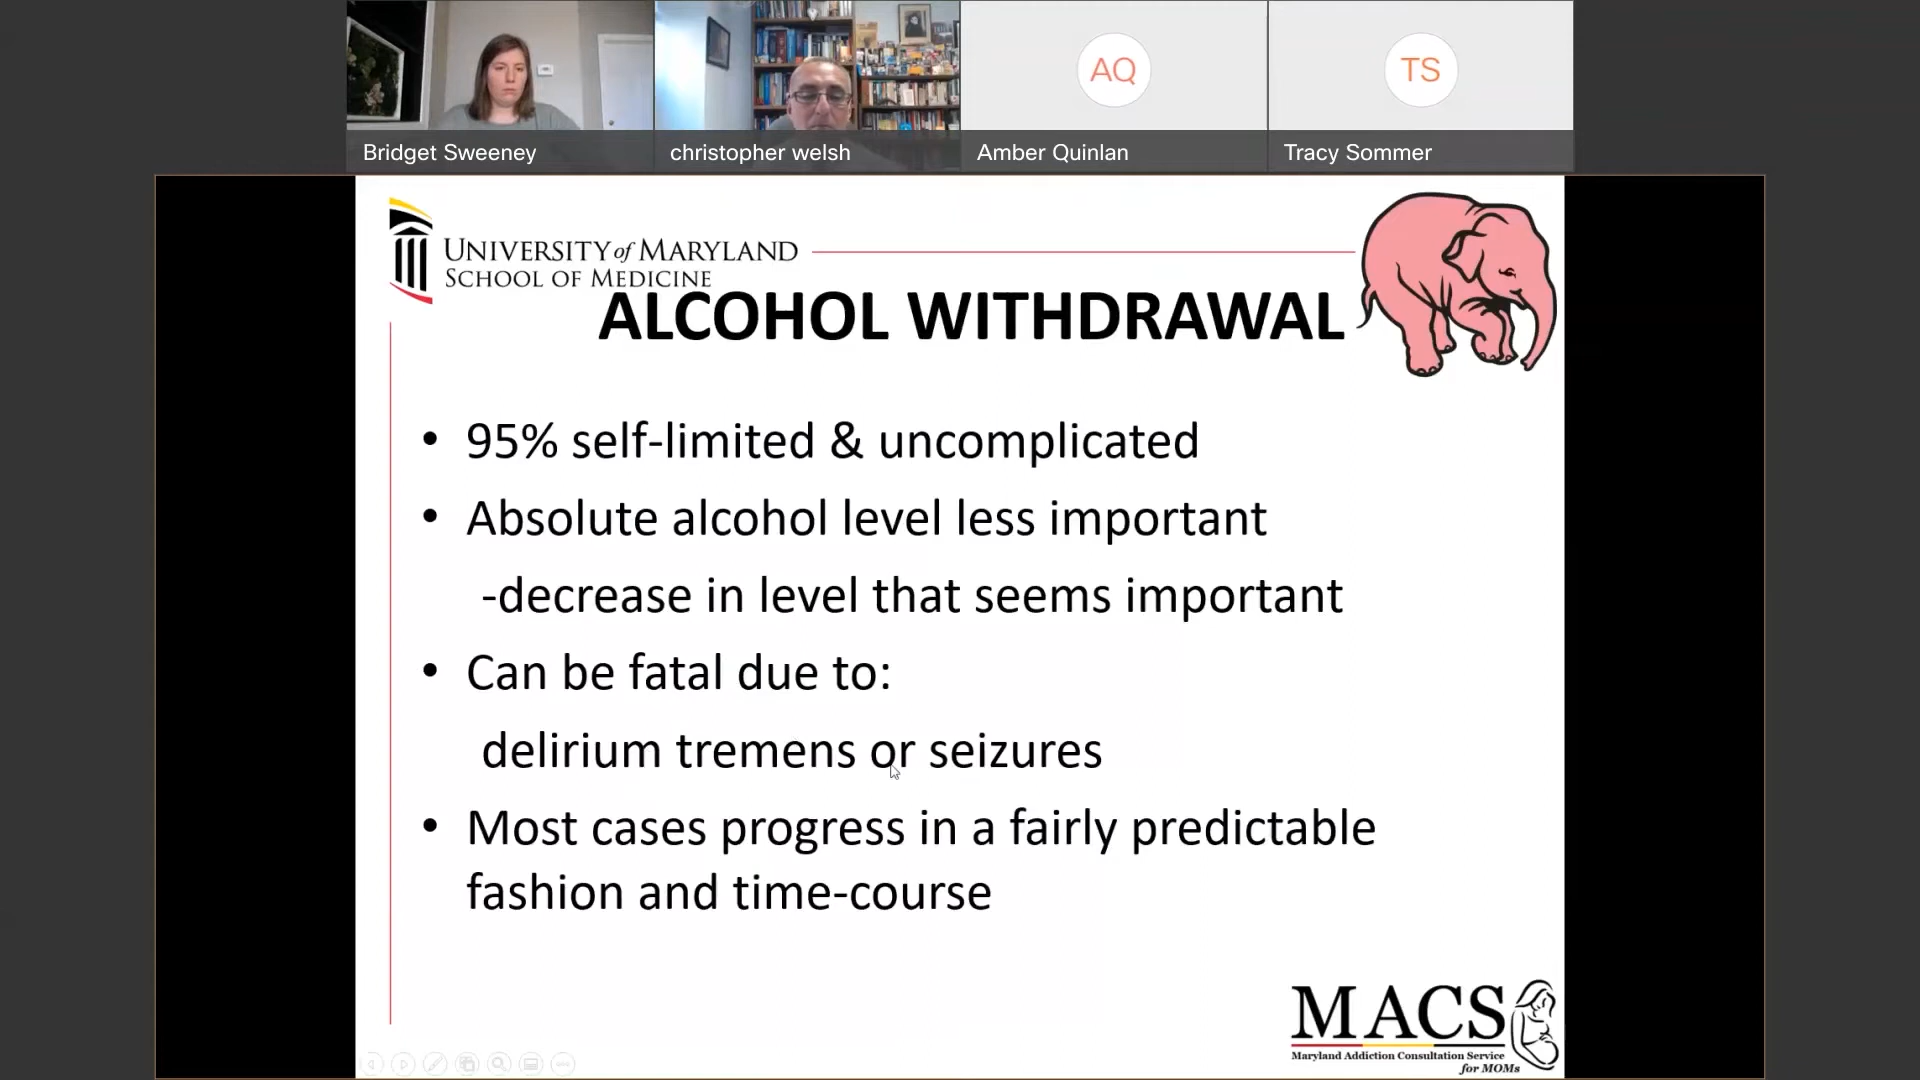 AQ
TS
Bridget Sweeney
christopher welsh
Amber Quinlan
Tracy Sommer
UNIVERSITY of MARYLAND
SCHOOL OF MEDICINE
ALCOHOL WITHDRAWAL
• 95% self-limited & uncomplicated
• Absolute alcohol level less important
-decrease in level that seems important
• Can be fatal due to:
delirium tremens or seizures
• Most cases progress in a fairly predictable
fashion and time-course
MACS
Maryland Addiction Consultation Service
for MOMs